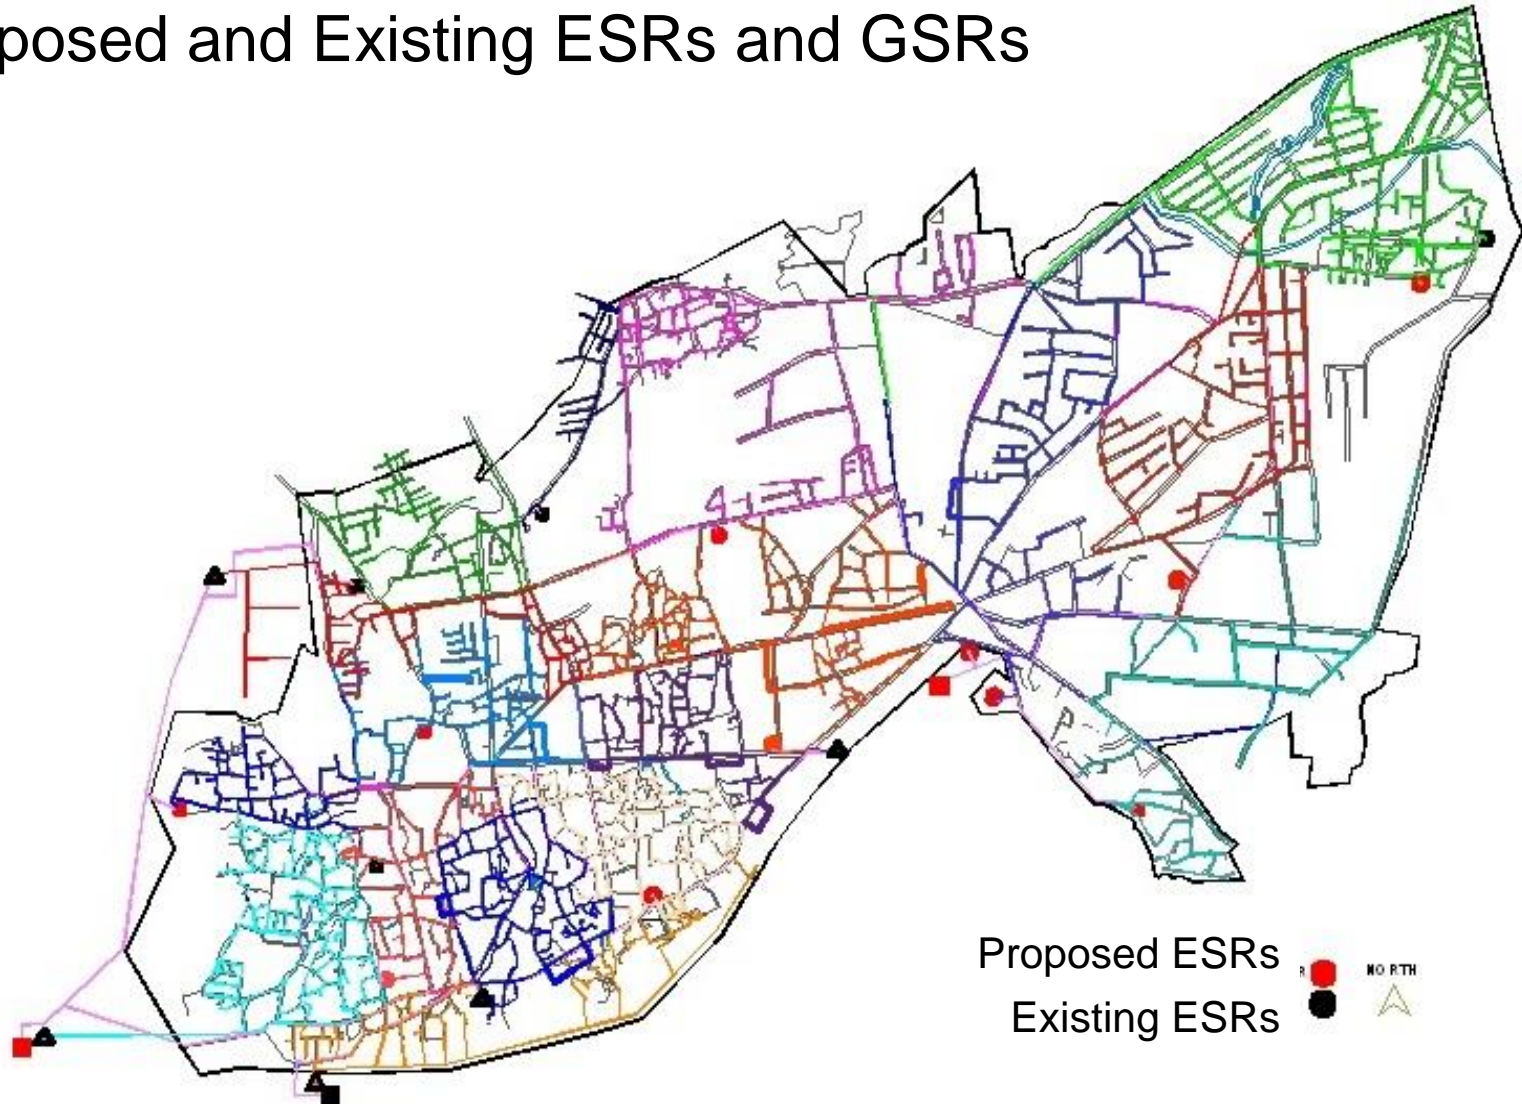 posed and Existing ESRs and GSRs
Proposed ESRs
R
NORTH
Existing ESRs